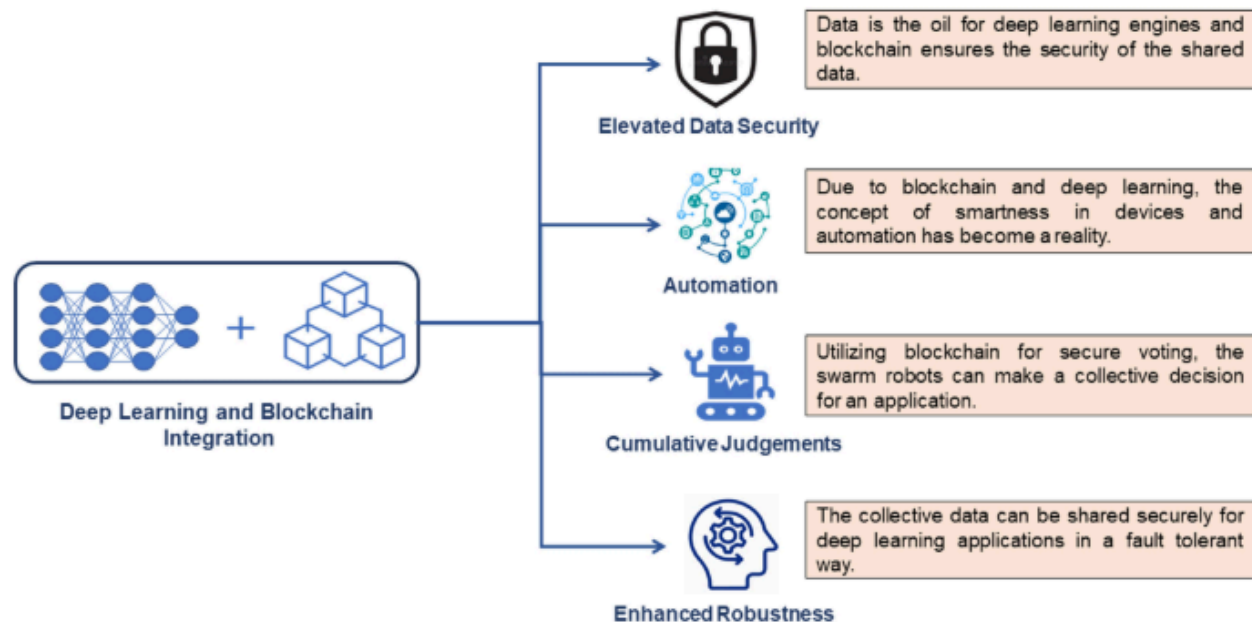 Data is the oil for deep learning engines and
blockchain ensures the security of the shared
data.
Elevated Data Security
Due to blockchain and deep learning, the
concept of smartness in devices and
automation has become a reality.
Automation
+
Deep Learning and Blockchain
Integration
Utilizing blockchain for secure voting, the
swarm robots can make a collective decision
for an application.
Cumulative Judgements
The collective data can be shared securely for
deep learning applications in a fault tolerant
way.
Enhanced Robustness